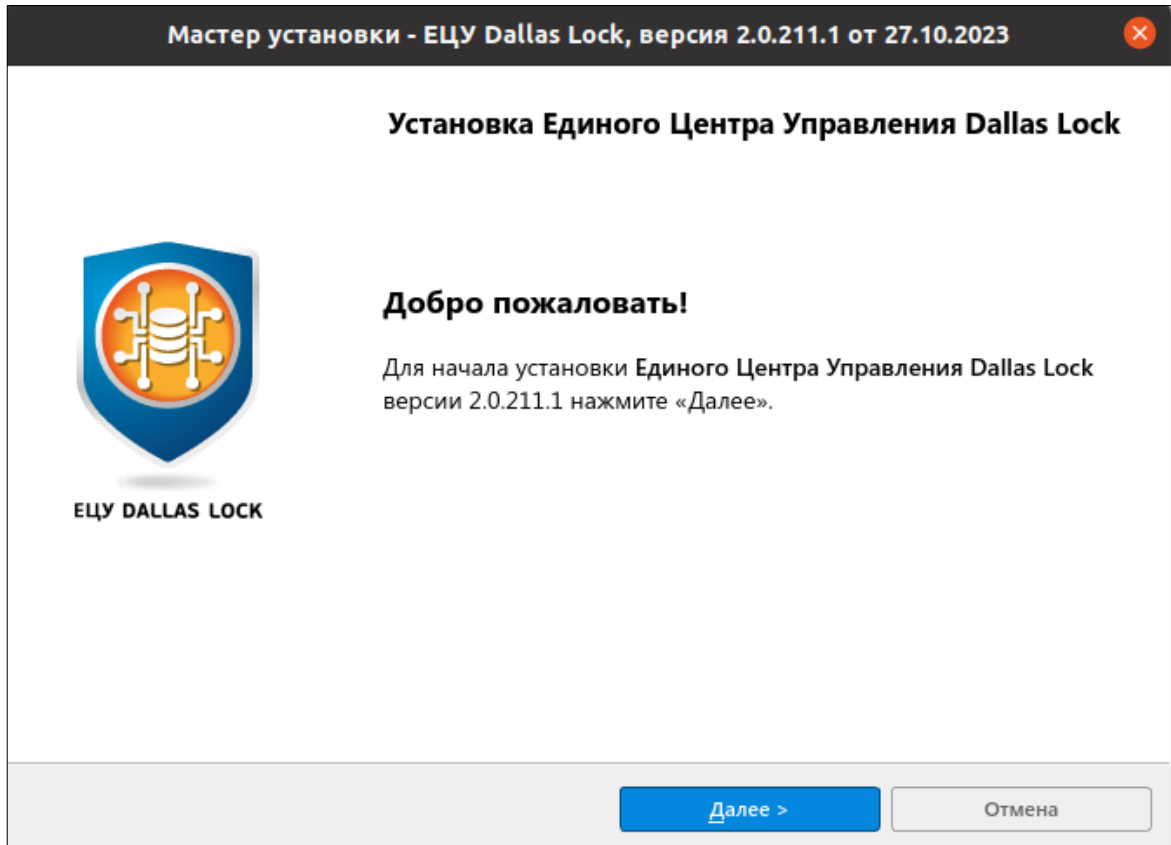 Мастер установки - ЕЦУ Dallas Lock, версия 2.0.211.1 от 27.10.2023
Установка Единого Центра Управления Dallas Lock
Добро пожаловать!
Для начала установки Единого Центра Управления Dallas Lock
версии 2.0.211.1 нажмите «Далее».
ЕЦУ DALLAS LOCK
Далее >
Отмена